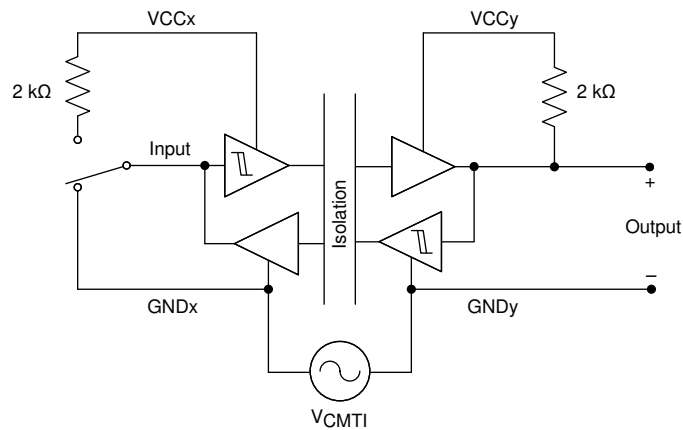 VCCx
VCCy
2 kΩ
2 kΩ
Input
Isolation
+
Output
−
GNDx
GNDy
VCMTI